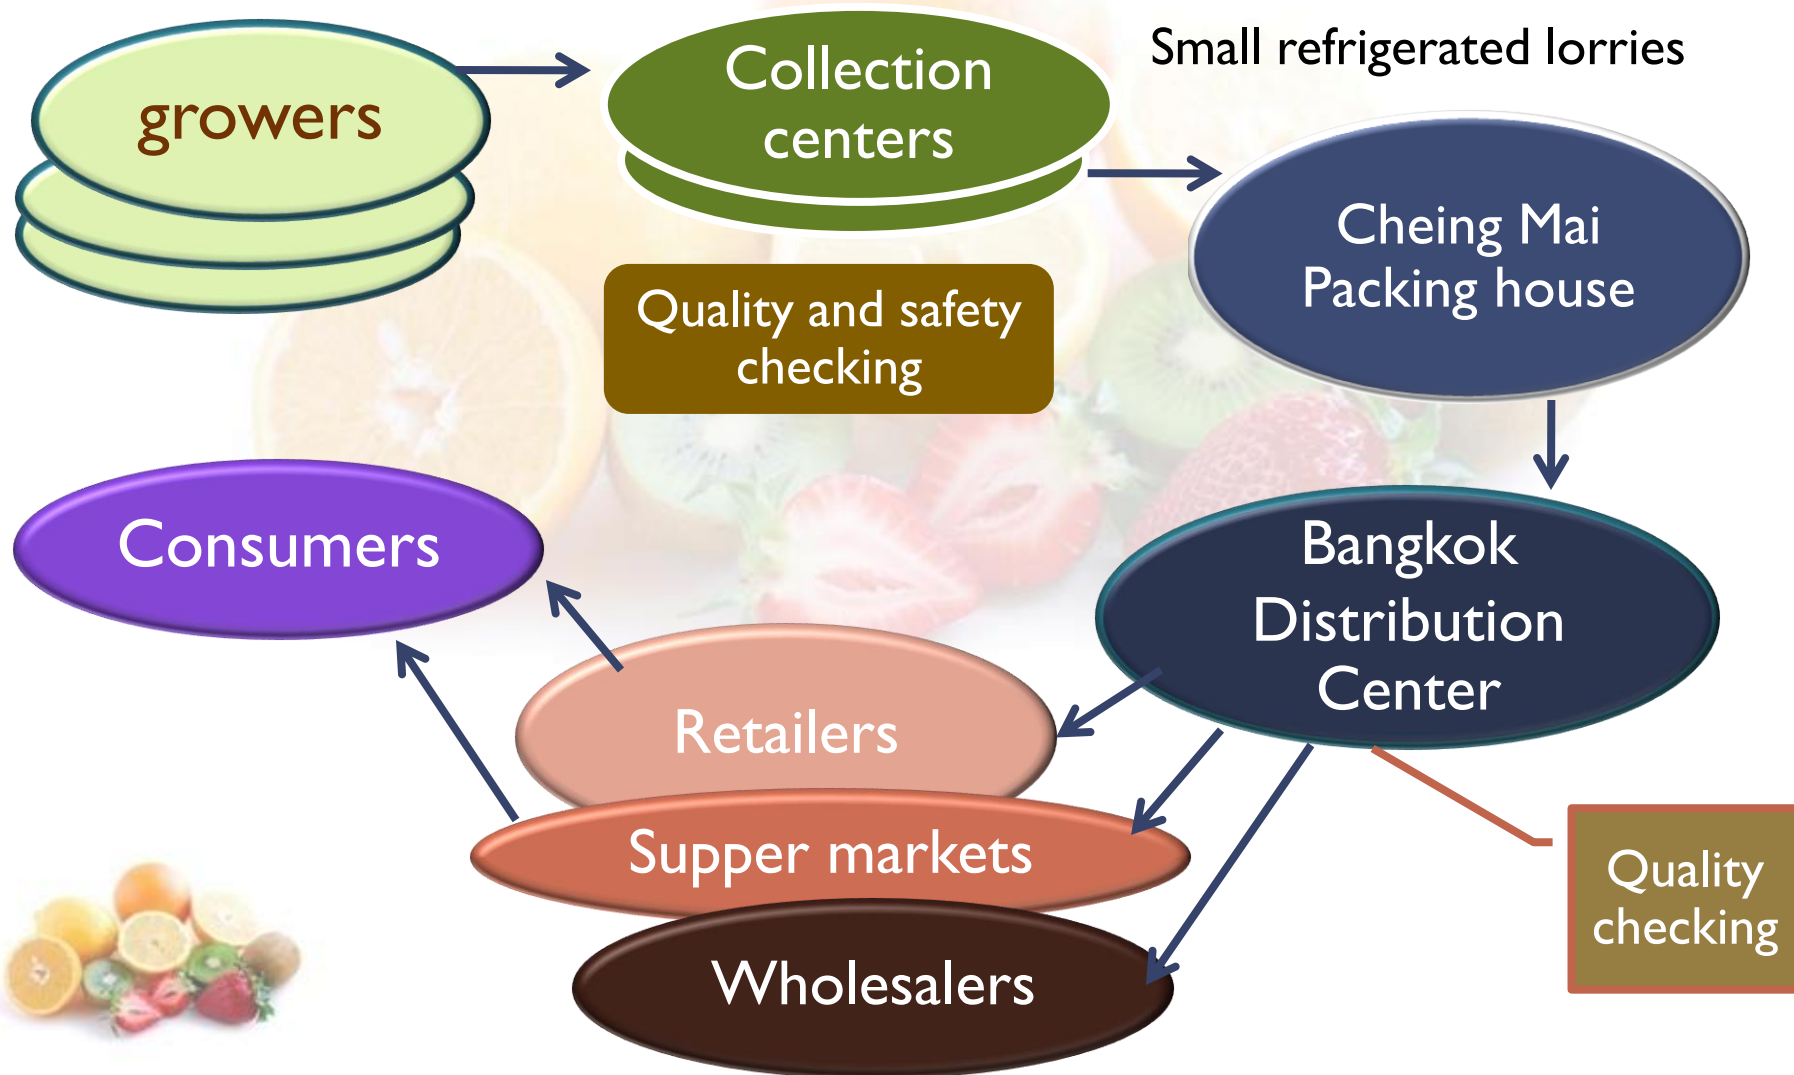 growers
Collection
centers
Small refrigerated lorries
Cheing Mai
Packing house
Quality and safety
checking
Consumers
Bangkok
Distribution
Center
Retailers
Supper markets
Wholesalers
Quality
checking